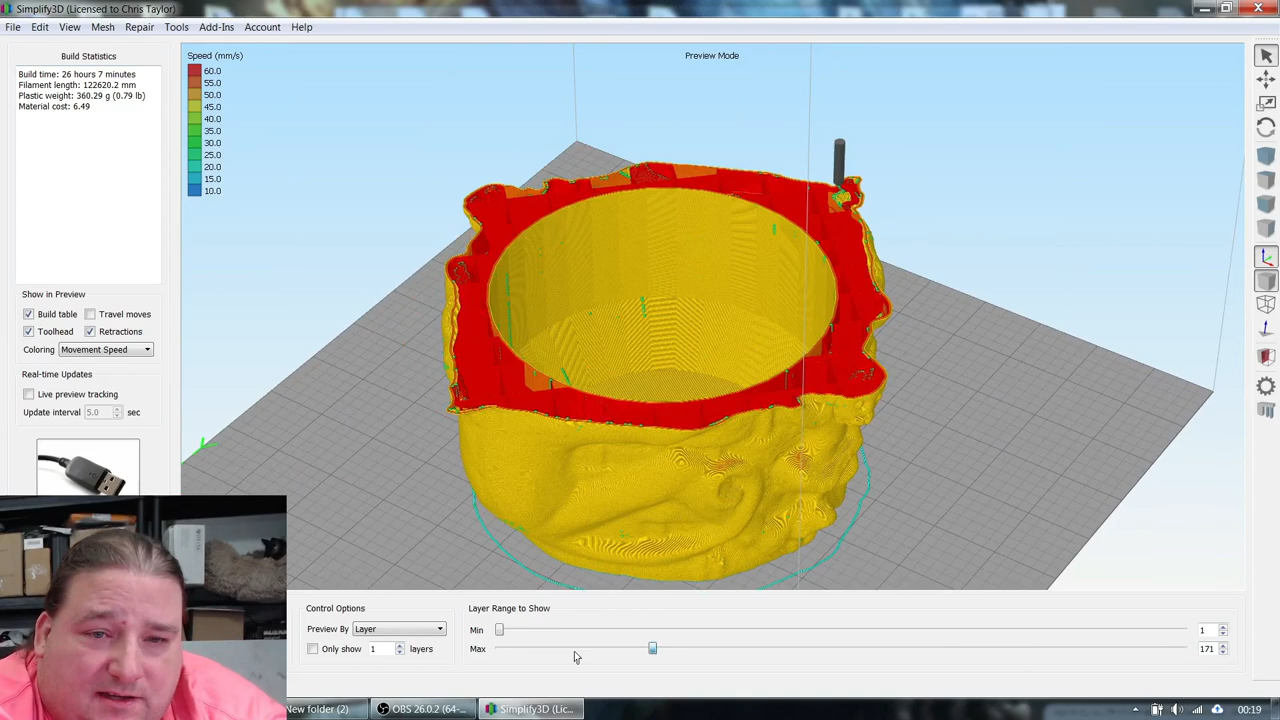 Simplify3D (Licensed to Chris Taylor)
File Edit View Mesh Repair Tools Add-Ins Account Help
Build Statistics
Build time: 26 hours 7 minutes
Filament length: 122620.2 mm
Plastic weight: 360.29 g (0.79 lb)
Material cost: 6.49
Speed (mm/s)
60.0
55.0
50.0
45.0
40.0
35.0
30.0
25.0
20.0
15.0
10.0
Preview Mode
Show in Preview
Build table Travel moves
Toolhead Retractions
Coloring Movement Speed
Real-time Updates
Live preview tracking
Update interval 5.0 sec
Control Options
Preview By Layer
Only show 1 layers
Layer Range to Show
Min 1
Max 171
New folder (2)
OBS 26.0.2 (64-...
Simplify3D (Lic...
00:19